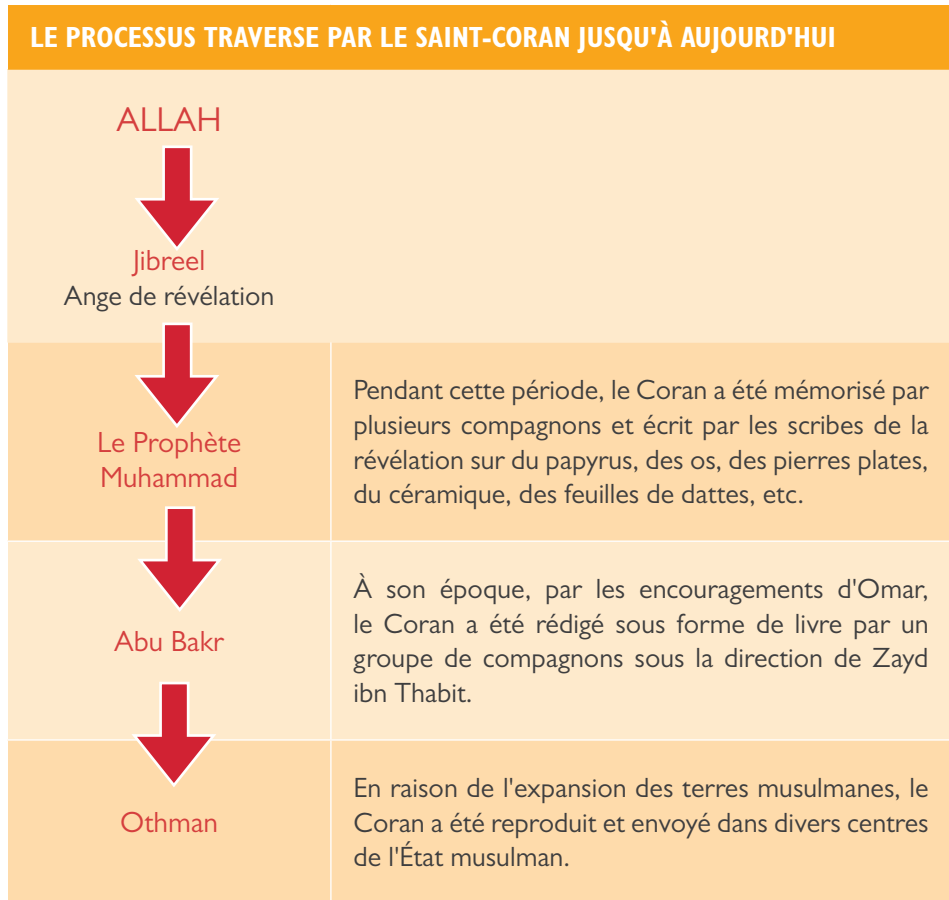 LE PROCESSUS TRAVERSE PAR LE SAINT-CORAN JUSQU'À AUJOURD'HUI
ALLAH
Jibreel
Ange de révélation
Le Prophète
Muhammad
Pendant cette période, le Coran a été mémorisé par
plusieurs compagnons et écrit par les scribes de la
révélation sur du papyrus, des os, des pierres plates,
du céramique, des feuilles de dattes, etc.
Abu Bakr
À son époque, par les encouragements d'Omar,
le Coran a été rédigé sous forme de livre par un
groupe de compagnons sous la direction de Zayd
ibn Thabit.
Othman
En raison de l'expansion des terres musulmanes, le
Coran a été reproduit et envoyé dans divers centres
de l'État musulman.